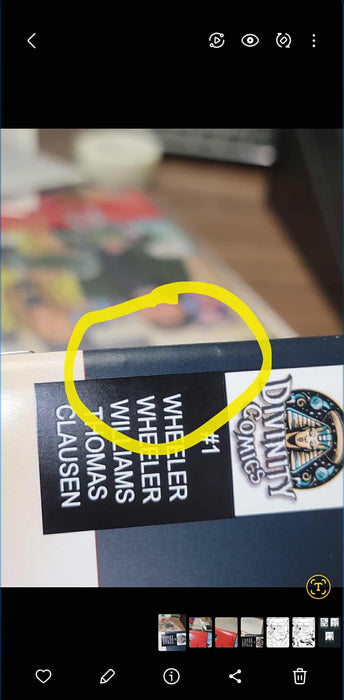 DIVINITY
COMICS
#1
WHEELER
WHEELER
WILLIAMS
THOMAS
CLAUSEN
T